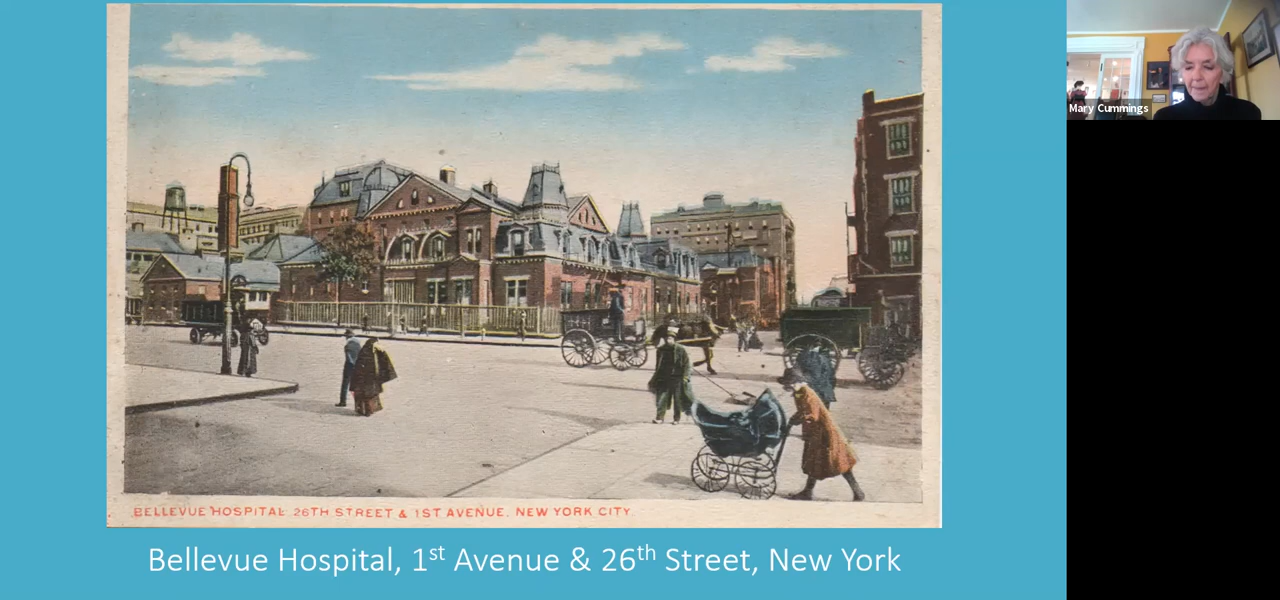 Mary Cummings
BELLEVUE HOSPITAL 26TH STREET & 1ST AVENUE. NEW YORK CITY.
Bellevue Hospital, 1st Avenue & 26th Street, New York